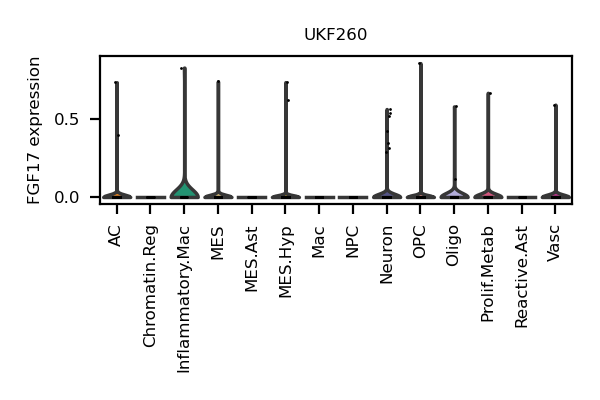 UKF260
FGF17 expression
0.5
0.0
AC
Chromatin.Reg
Inflammatory.Mac
MES
MES.Ast
MES.Hyp
Mac
NPC
Neuron
OPC
Oligo
Prolif.Metab
Reactive.Ast
Vasc